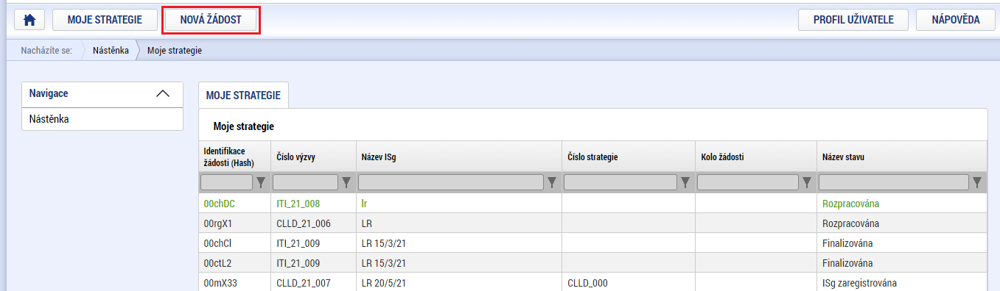 MOJE STRATEGIE NOVÁ ŽÁDOST PROFIL UŽIVATELE NÁPOVĚDA
Nacházíte se: Nástěnka Moje strategie
Navigace
Nástěnka
MOJE STRATEGIE
Moje strategie
Identifikace žádosti (Hash) Číslo výzvy Název ISg Číslo strategie Kolo žádosti Název stavu
00chDC ITI_21_008 lr Rozpracována
00rgX1 CLLD_21_006 LR Rozpracována
00chCl ITI_21_009 LR 15/3/21 Finalizována
00ctL2 ITI_21_009 LR 15/3/21 Finalizována
00mX33 CLLD_21_007 LR 20/5/21 CLLD_000 ISg zaregistrována